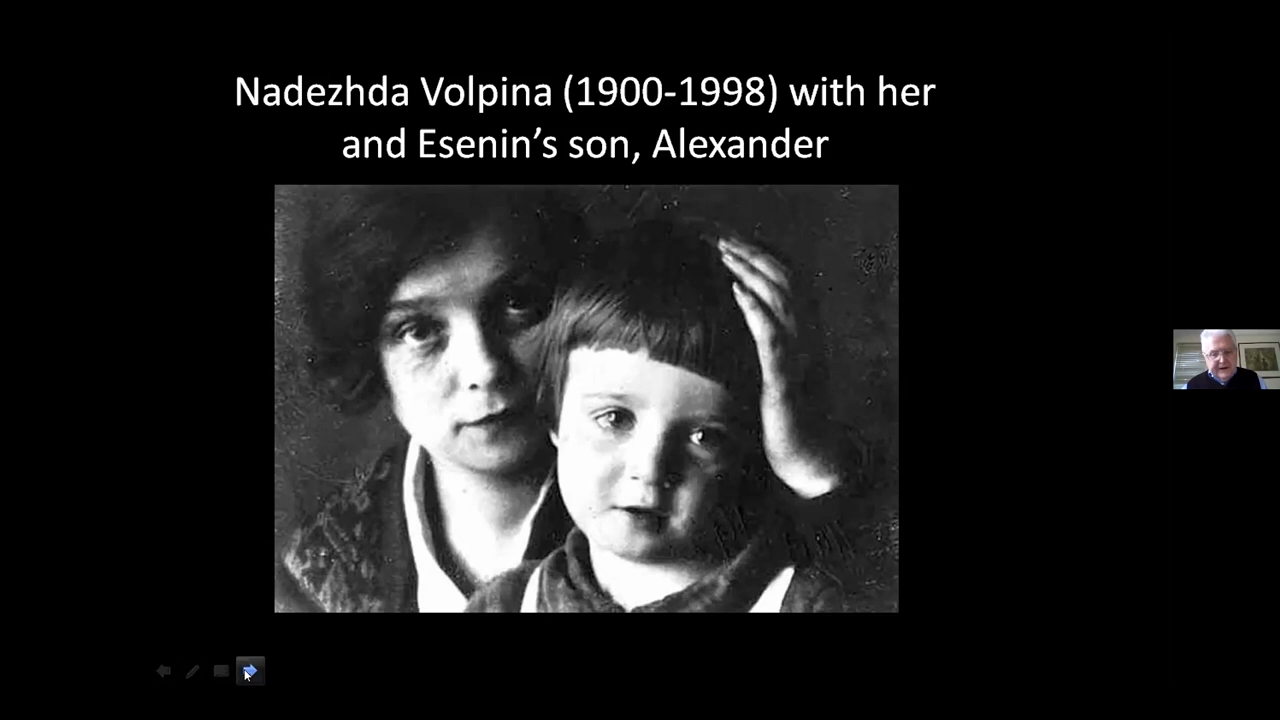 Nadezhda Volpina (1900-1998) with her
and Esenin’s son, Alexander